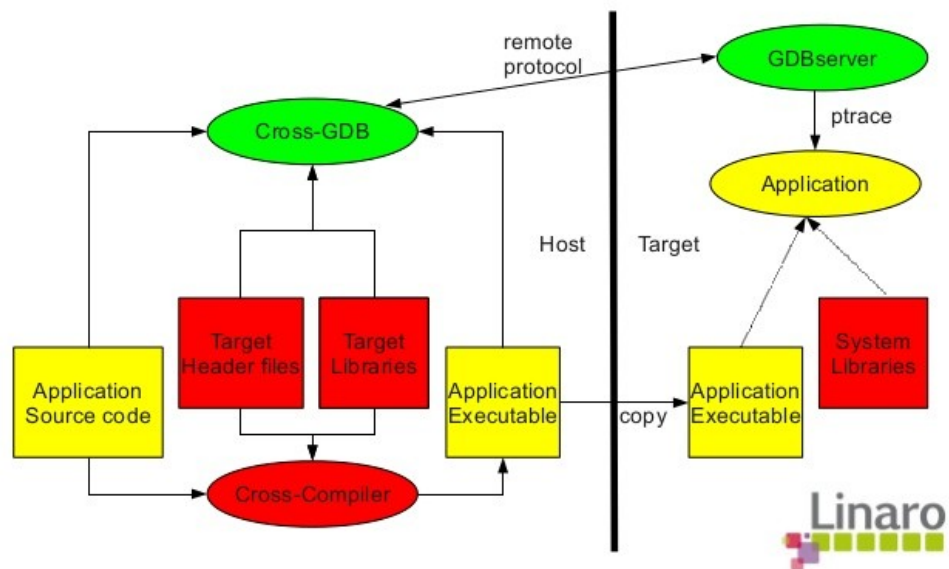 remote
protocol
GDBserver
Cross-GDB
ptrace
Application
Host
Target
Target
Header files
Target
Libraries
System
Libraries
Application
Source code
Application
Executable
copy
Application
Executable
Cross-Compiler
Linaro